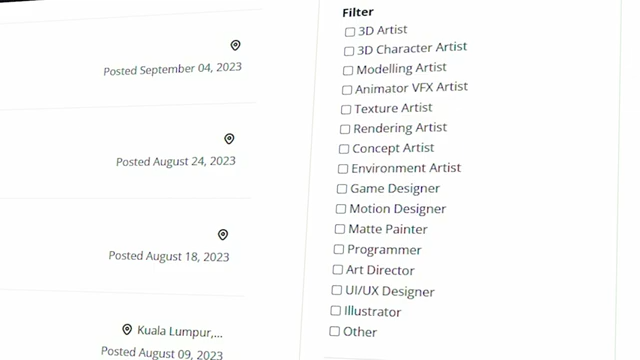 Posted September 04, 2023
Posted August 24, 2023
Posted August 18, 2023
Kuala Lumpur,...
Posted August 09, 2023
Filter
3D Artist
3D Character Artist
Modelling Artist
Animator VFX Artist
Texture Artist
Rendering Artist
Concept Artist
Environment Artist
Game Designer
Motion Designer
Matte Painter
Programmer
Art Director
UI/UX Designer
Illustrator
Other